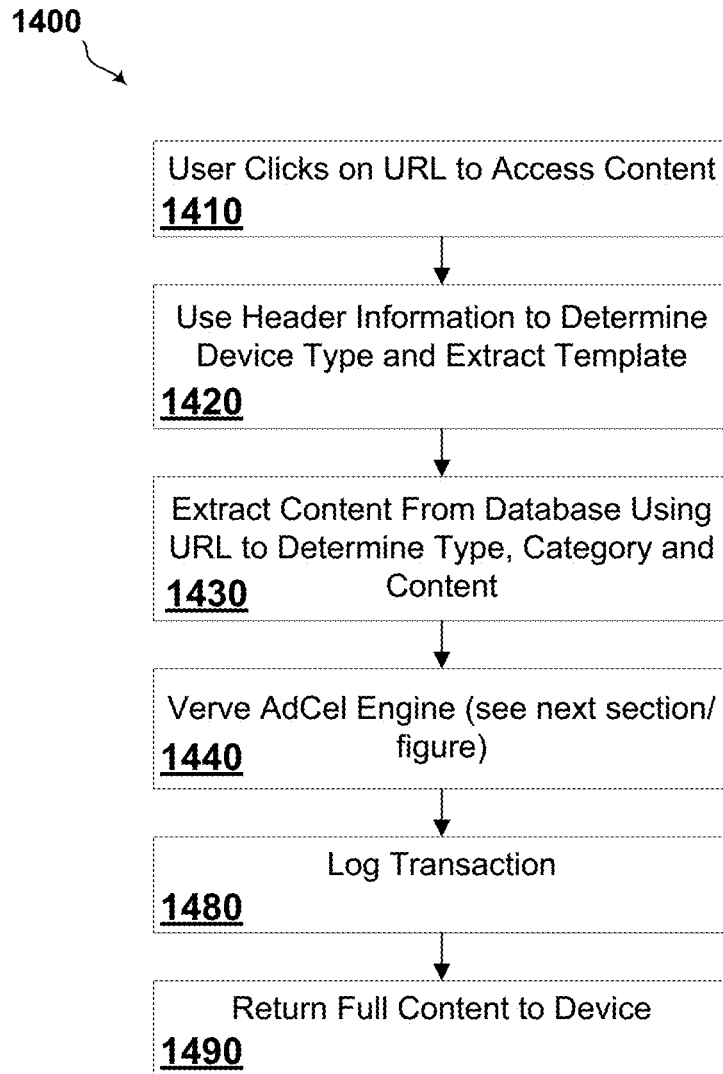 1400
User Clicks on URL to Access Content
1410
Use Header Information to Determine
Device Type and Extract Template
1420
Extract Content From Database Using
URL to Determine Type, Category and
Content
1430
Verve AdCel Engine (see next section/
figure)
1440
Log Transaction
1480
Return Full Content to Device
1490